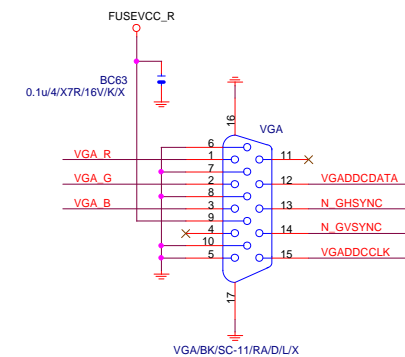 FUSEVCC_R
BC63
0.1u/4/X7R/16V/K/X
16
VGA
6
VGA_R 1 11
7
VGA_G 2 12 VGADDCDATA
8
VGA_B 3 13 N_GHSYNC
9
4 14 N_GVSYNC
10
5 15 VGADDCCLK
17
VGA/BK/SC-11/RA/D/L/X